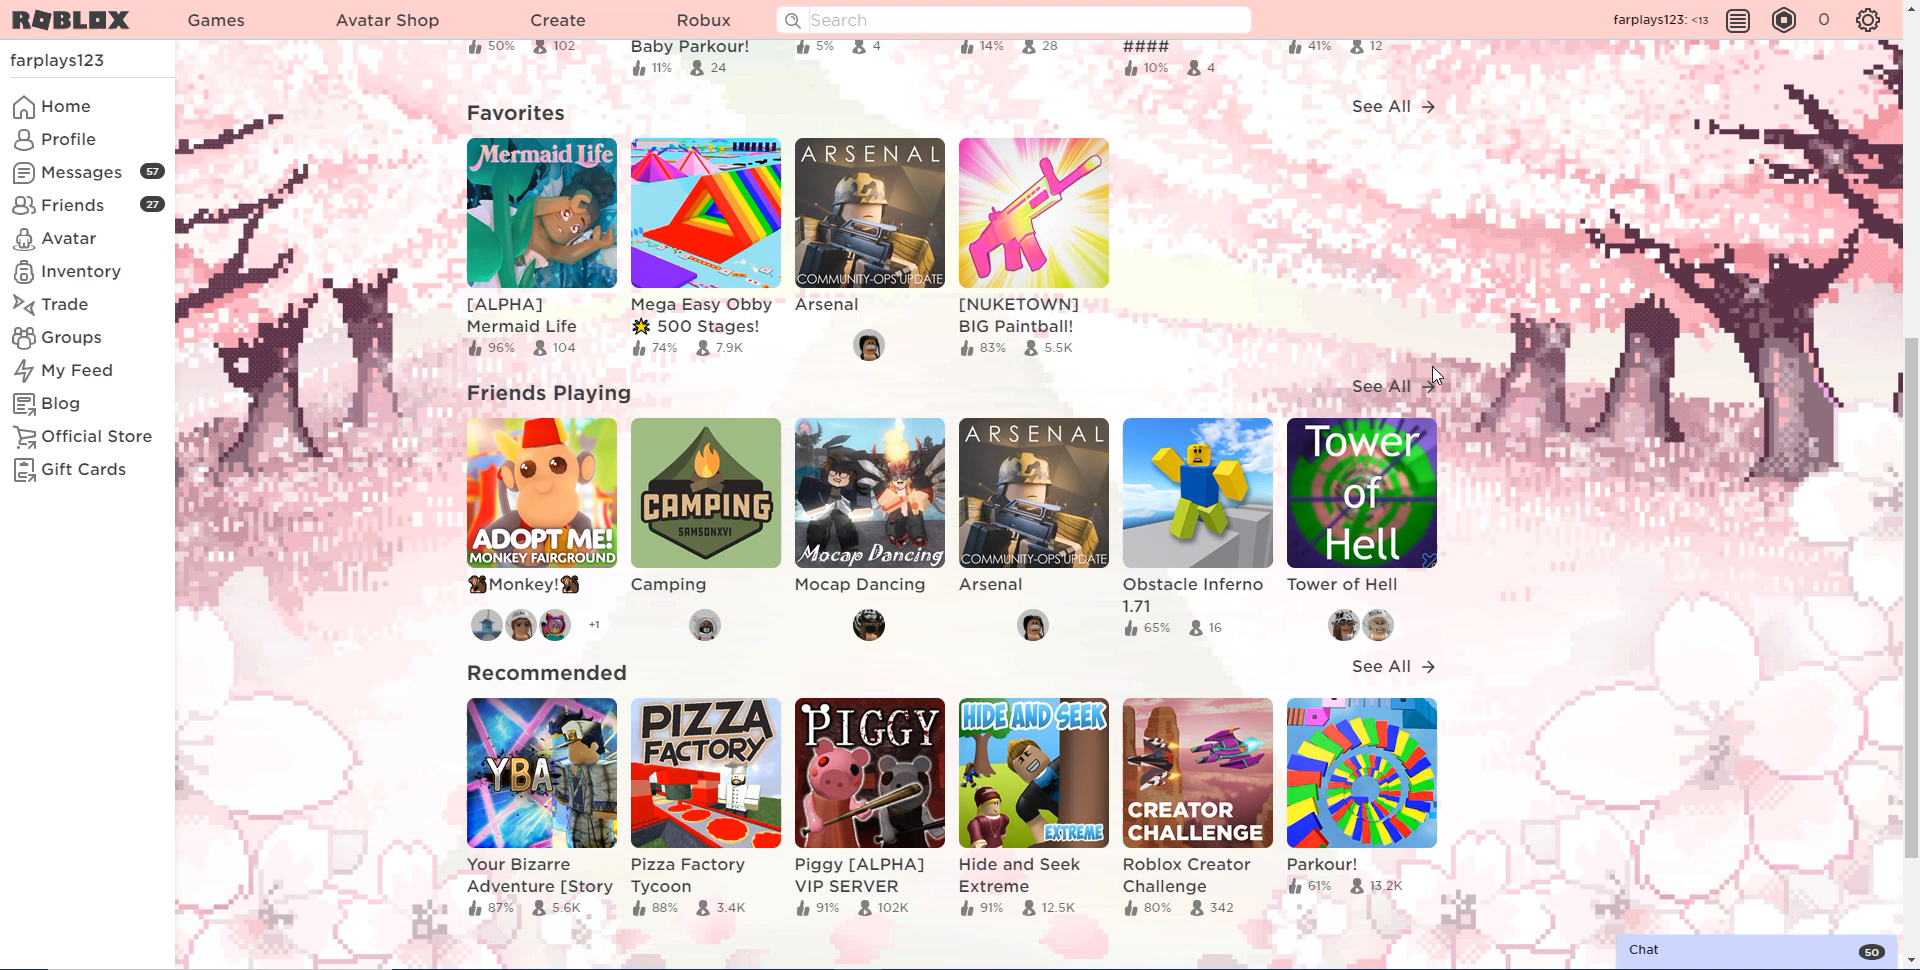 ROBLOX Games Avatar Shop Create Robux Search farplays123: <13 0
farplays123
Home
Profile
Messages 57
Friends 27
Avatar
Inventory
Trade
Groups
My Feed
Blog
Official Store
Gift Cards
50% 102 Baby Parkour! 5% 4 14% 28 #### 41% 12
11% 24 10% 4
Favorites See All
Mermaid Life
ARSENAL
COMMUNITY-OPS UPDATE
[ALPHA] Mega Easy Obby Arsenal [NUKETOWN]
Mermaid Life 500 Stages! BIG Paintball!
96% 104 74% 7.9K 83% 5.5K
Friends Playing See All
ADOPT ME!
MONKEY FAIRGROUND
CAMPING
SAMSONXVI
Mocap Dancing
ARSENAL
COMMUNITY-OPS UPDATE
Tower
of
Hell
Monkey! Camping Mocap Dancing Arsenal Obstacle Inferno Tower of Hell
1.71
+1 65% 16
Recommended See All
YBA
PIZZA
FACTORY
PIGGY
HIDE AND SEEK
EXTREME
CREATOR
CHALLENGE
Your Bizarre Pizza Factory Piggy [ALPHA] Hide and Seek Roblox Creator Parkour!
Adventure [Story Tycoon VIP SERVER Extreme Challenge 61% 13.2K
87% 5.6K 88% 3.4K 91% 102K 91% 12.5K 80% 342
Chat 50